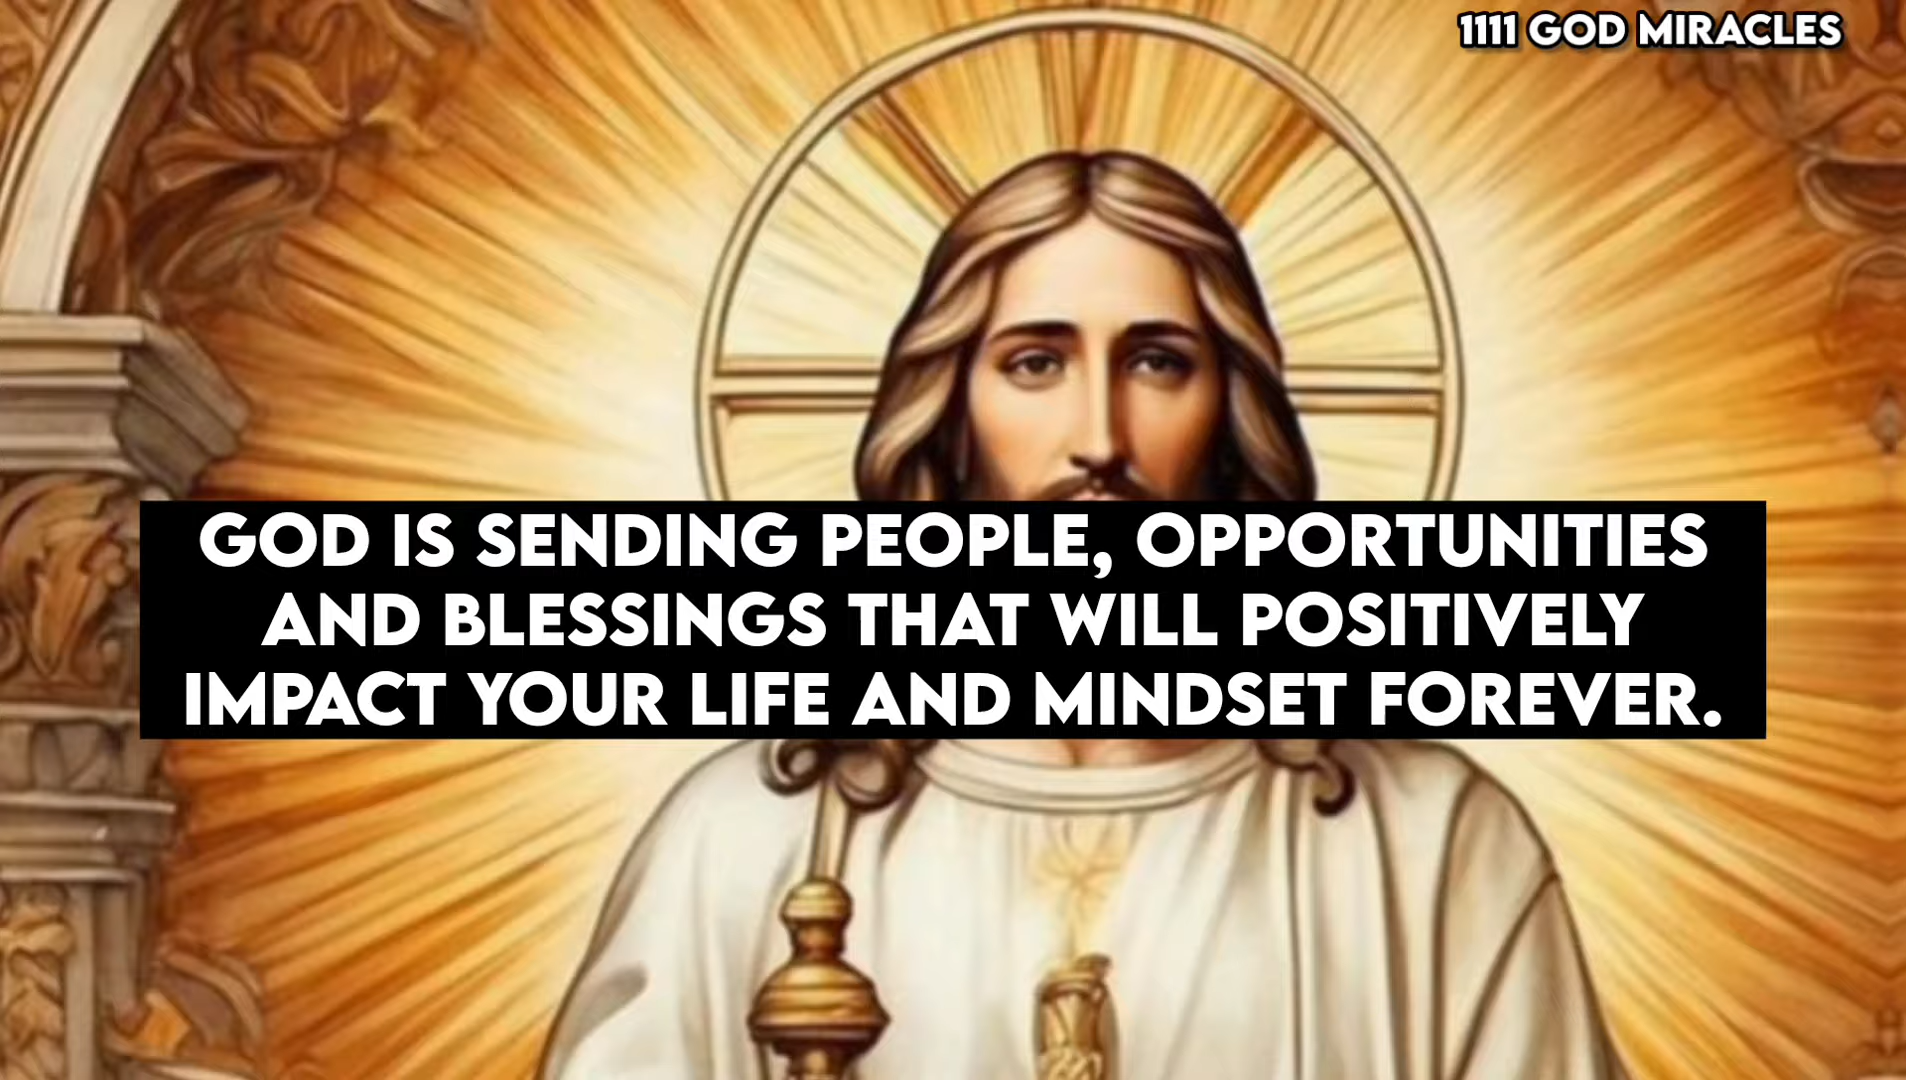 1111 GOD MIRACLES
GOD IS SENDING PEOPLE, OPPORTUNITIES
AND BLESSINGS THAT WILL POSITIVELY
IMPACT YOUR LIFE AND MINDSET FOREVER.